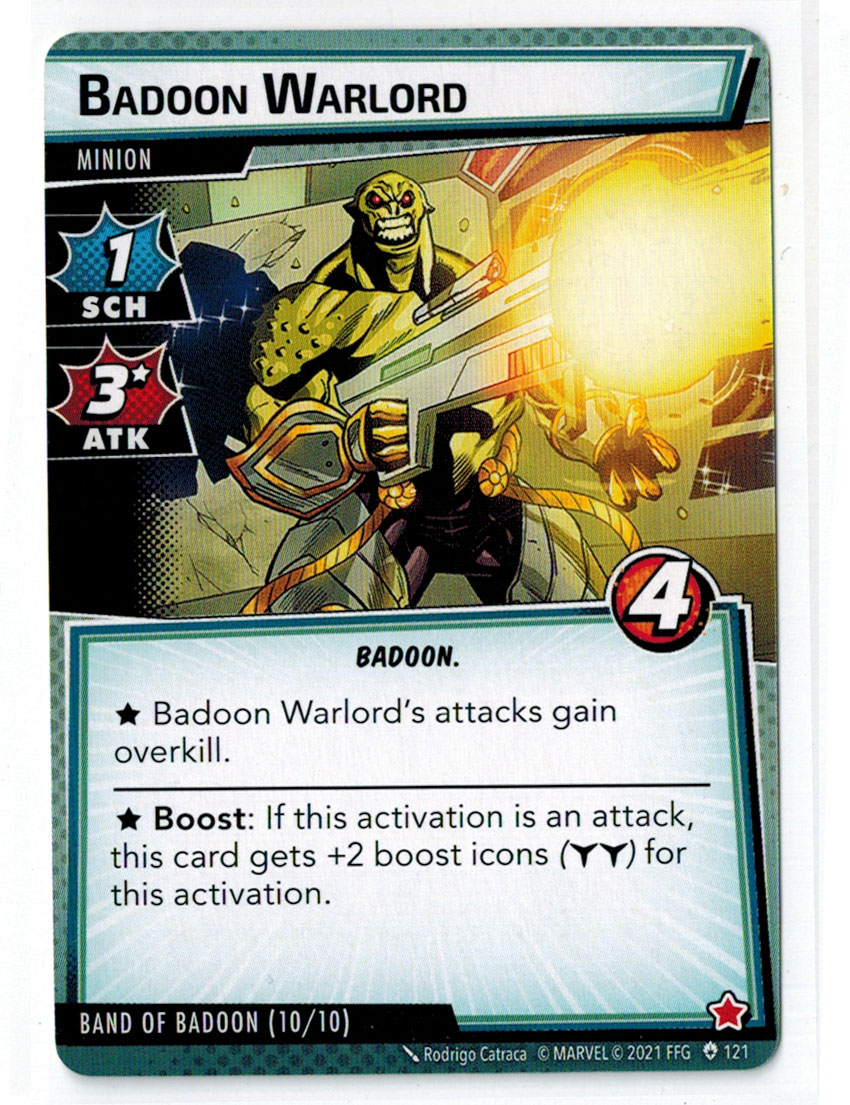 BADOON WARLORD
MINION
1
SCH
3★
ATK
4
BADOON.
★ Badoon Warlord's attacks gain
overkill.
★ Boost: If this activation is an attack,
this card gets +2 boost icons () for
this activation.
BAND OF BADOON (10/10)
Rodrigo Catraca © MARVEL © 2021 FFG 121